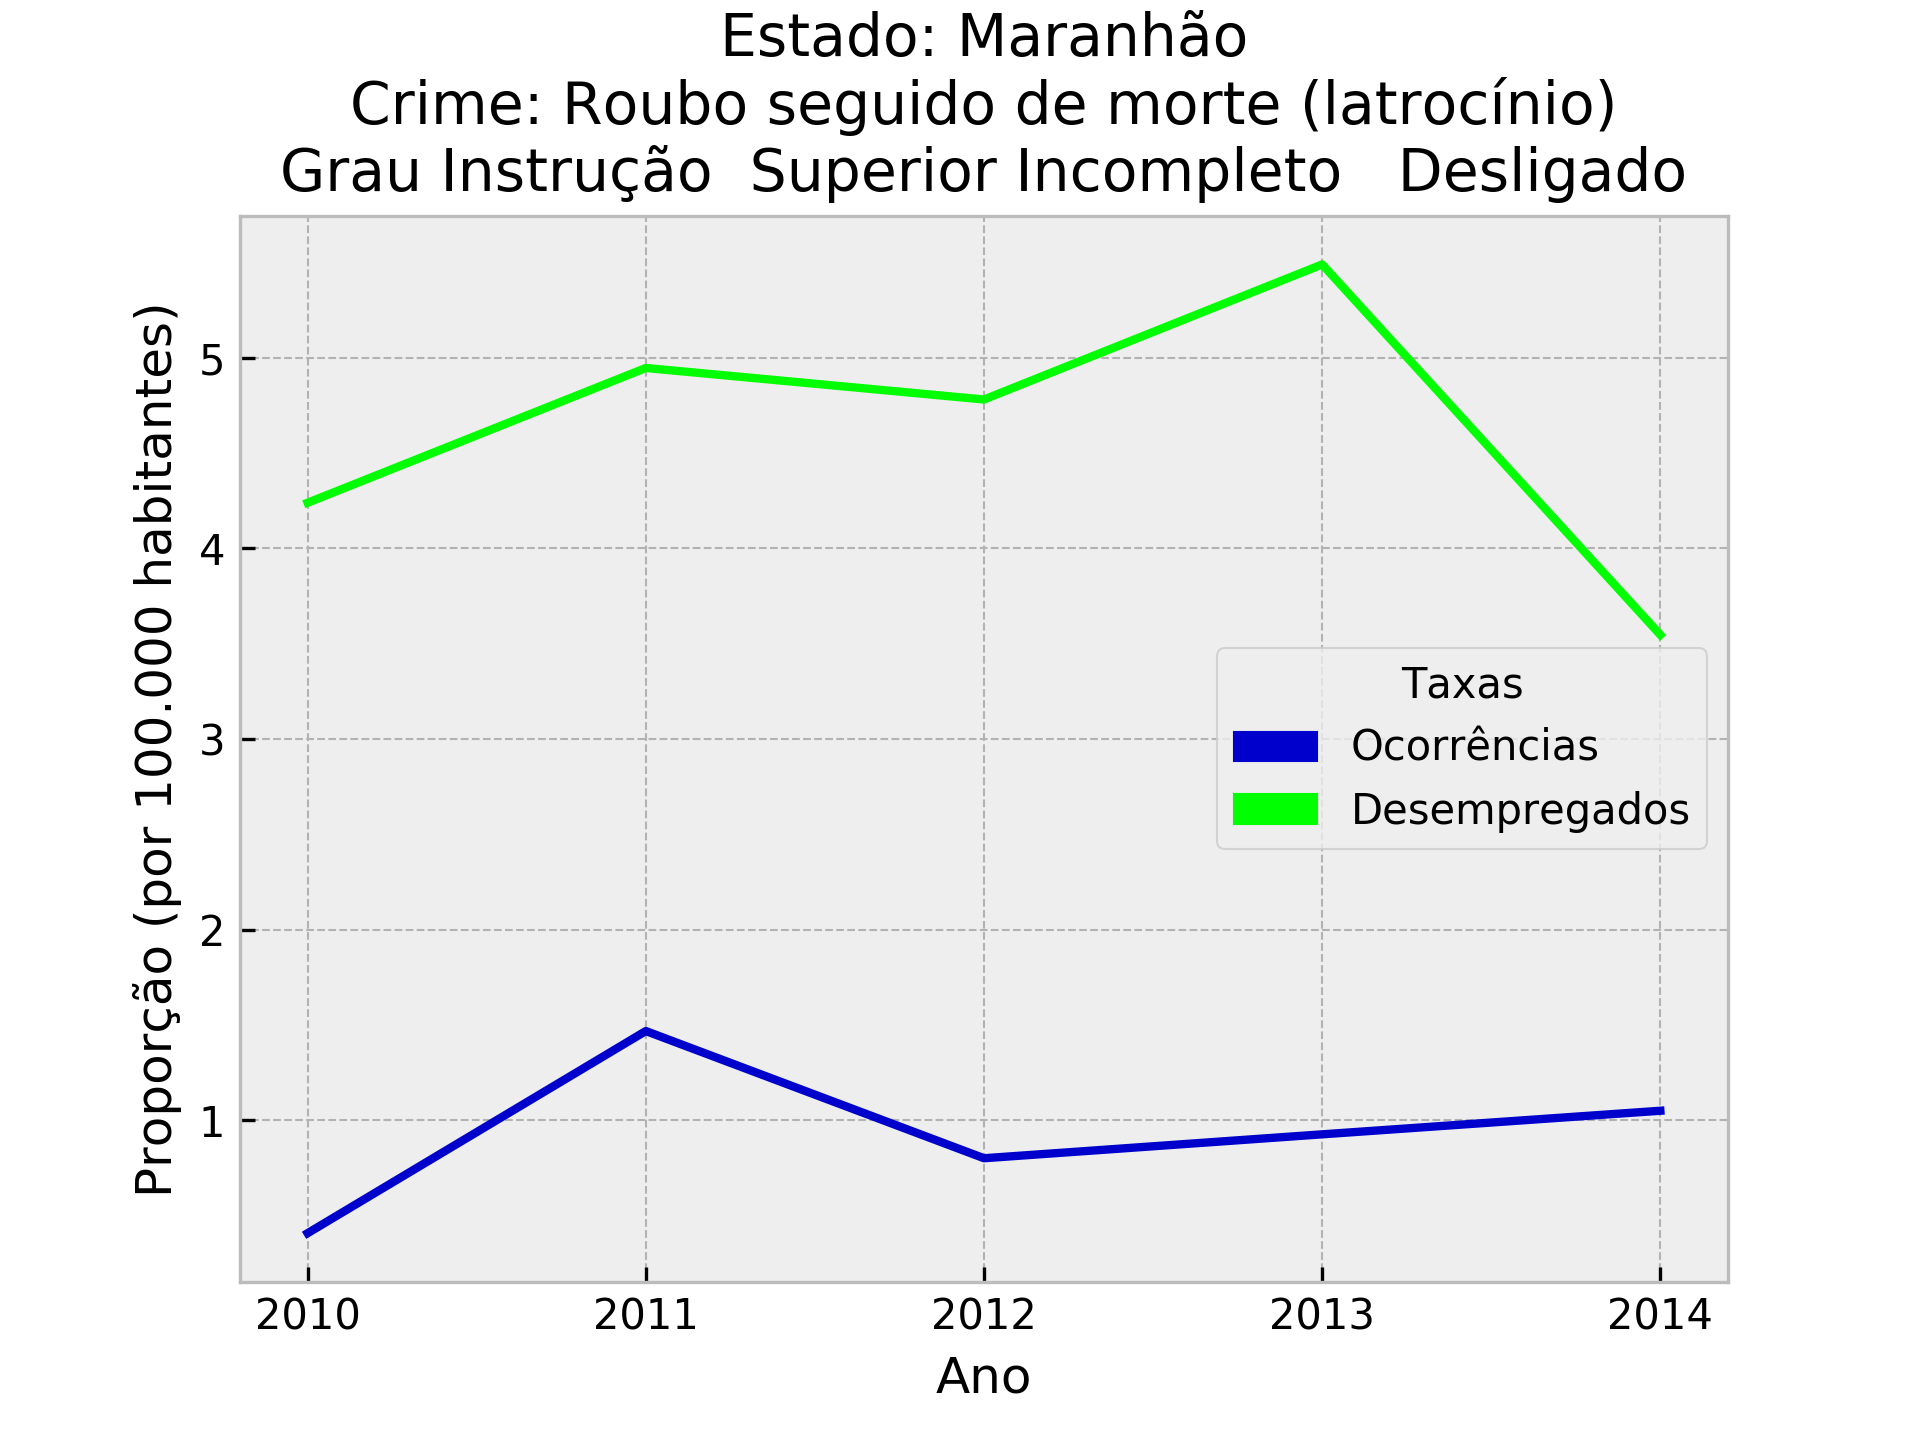 Estado: Maranhão
Crime: Roubo seguido de morte (latrocínio)
Grau Instrução  Superior Incompleto   Desligado
Proporção (por 100.000 habitantes)
5
4
3
2
1
Taxas
Ocorrências
Desempregados
2010 2011 2012 2013 2014
Ano